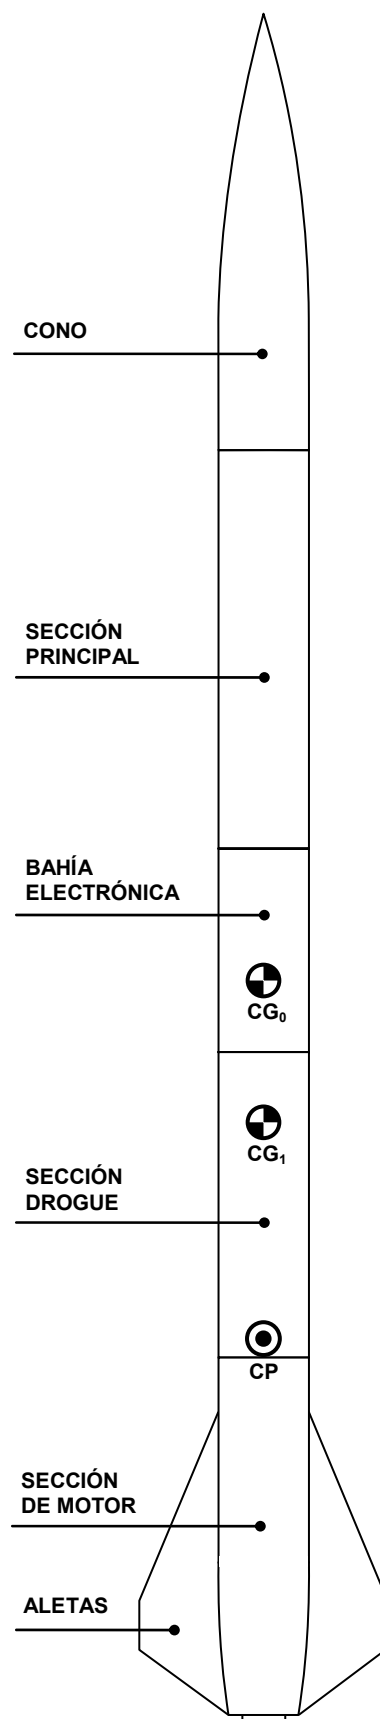 CONO
SECCIÓN
PRINCIPAL
BAHÍA
ELECTRÓNICA
CG₀
CG₁
SECCIÓN
DROGUE
CP
SECCIÓN
DE MOTOR
ALETAS